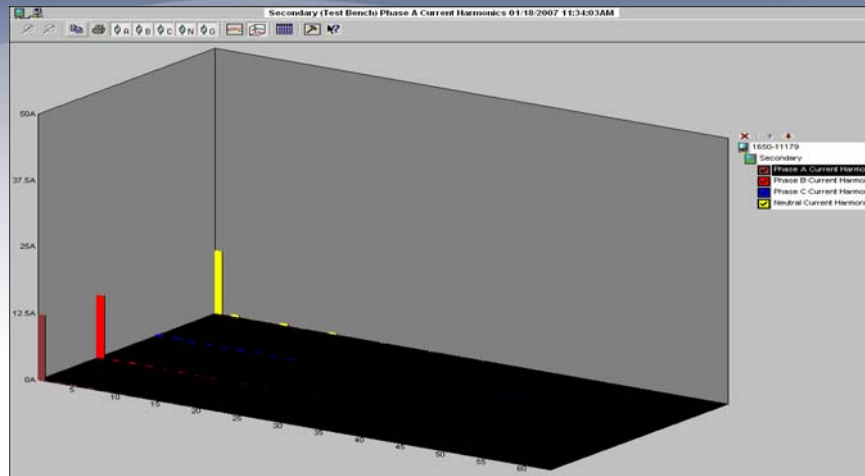 Secondary (Test Bench) Phase A Current Harmonics 01/18/2007 11:34:03AM
A B C N G
50A
37.5A
25A
12.5A
0A
5
10
15
20
25
30
35
40
45
50
55
60
1650-11179
Secondary
Phase A Current Harmo
Phase B Current Harmo
Phase C Current Harmo
Neutral Current Harmoni